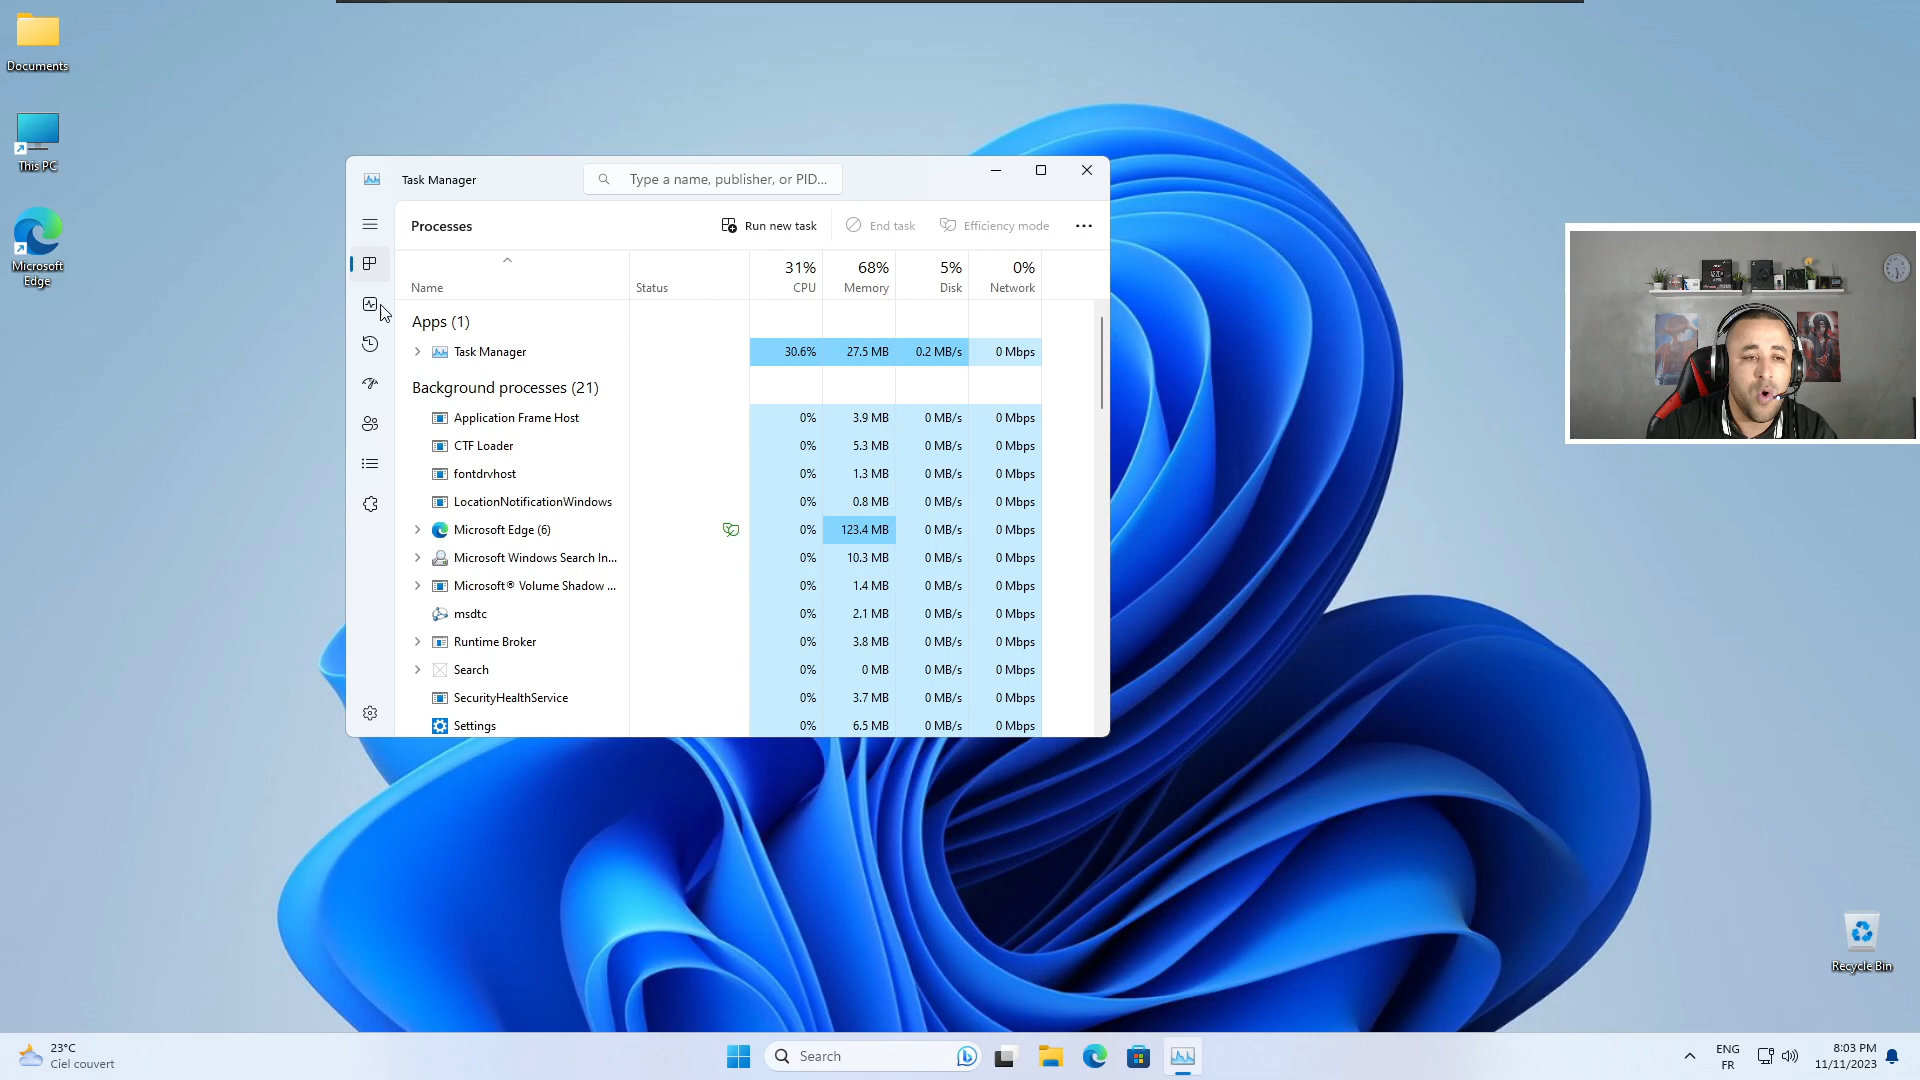 Documents
This PC
Microsoft
Edge
Task Manager
Type a name, publisher, or PID...
Processes
Run new task
End task
Efficiency mode
31%
68%
5%
0%
Name
Status
CPU
Memory
Disk
Network
Apps (1)
Task Manager 30.6% 27.5 MB 0.2 MB/s 0 Mbps
Background processes (21)
Application Frame Host 0% 3.9 MB 0 MB/s 0 Mbps
CTF Loader 0% 5.3 MB 0 MB/s 0 Mbps
fontdrvhost 0% 1.3 MB 0 MB/s 0 Mbps
LocationNotificationWindows 0% 0.8 MB 0 MB/s 0 Mbps
Microsoft Edge (6) 0% 123.4 MB 0 MB/s 0 Mbps
Microsoft Windows Search In... 0% 10.3 MB 0 MB/s 0 Mbps
Microsoft® Volume Shadow ... 0% 1.4 MB 0 MB/s 0 Mbps
msdtc 0% 2.1 MB 0 MB/s 0 Mbps
Runtime Broker 0% 3.8 MB 0 MB/s 0 Mbps
Search 0% 0 MB 0 MB/s 0 Mbps
SecurityHealthService 0% 3.7 MB 0 MB/s 0 Mbps
Settings 0% 6.5 MB 0 MB/s 0 Mbps
Recycle Bin
23°C
Ciel couvert
Search
ENG
FR
8:03 PM
11/11/2023